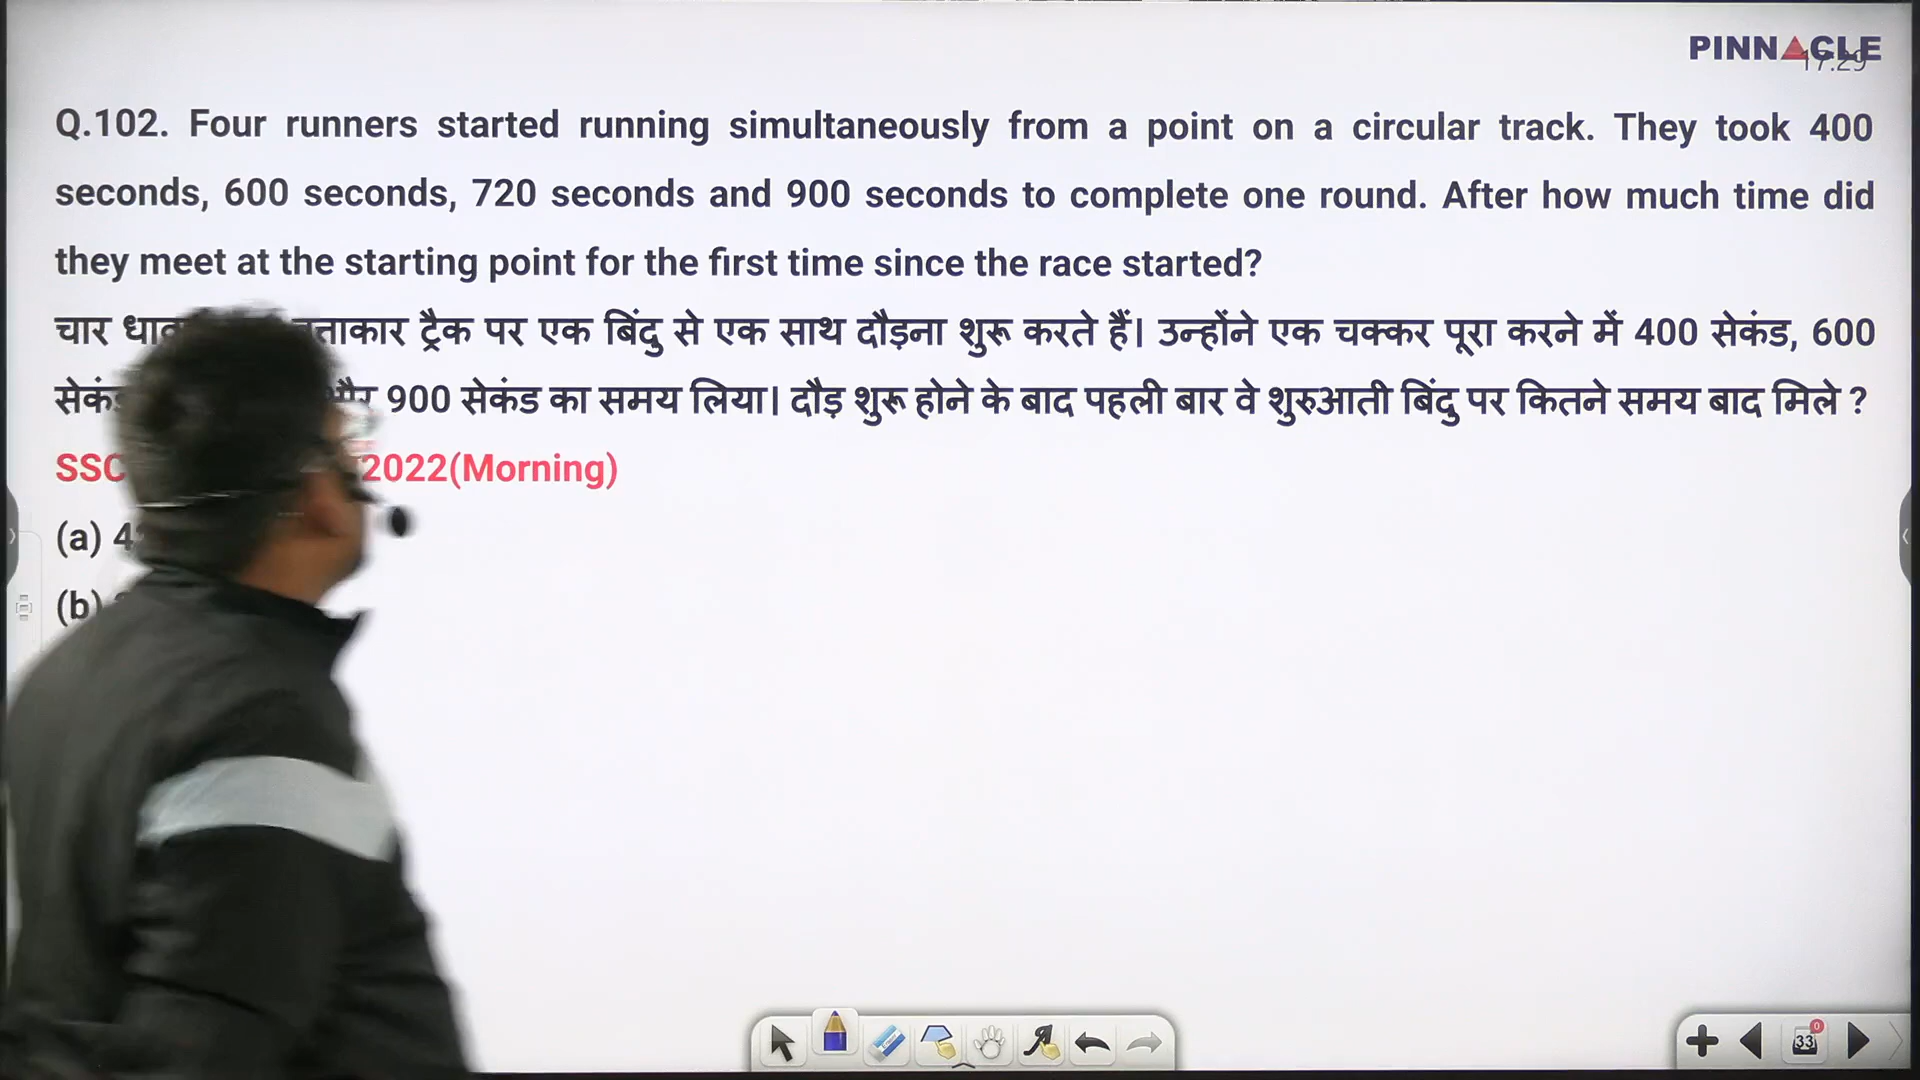 PINNACLE
17:29
Q.102. Four runners started running simultaneously from a point on a circular track. They took 400
seconds, 600 seconds, 720 seconds and 900 seconds to complete one round. After how much time did
they meet at the starting point for the first time since the race started?
चार ट्रैक पर एक बिंदु से एक साथ दौड़ना शुरू करते हैं। उन्होंने एक चक्कर पूरा करने में 400 सेकंड, 600
900 सेकंड का समय लिया। दौड़ शुरू होने के बाद पहली बार वे शुरुआती बिंदु पर कितने समय बाद मिले ?
SSC 2022(Morning)
(a)
(b)
33
0